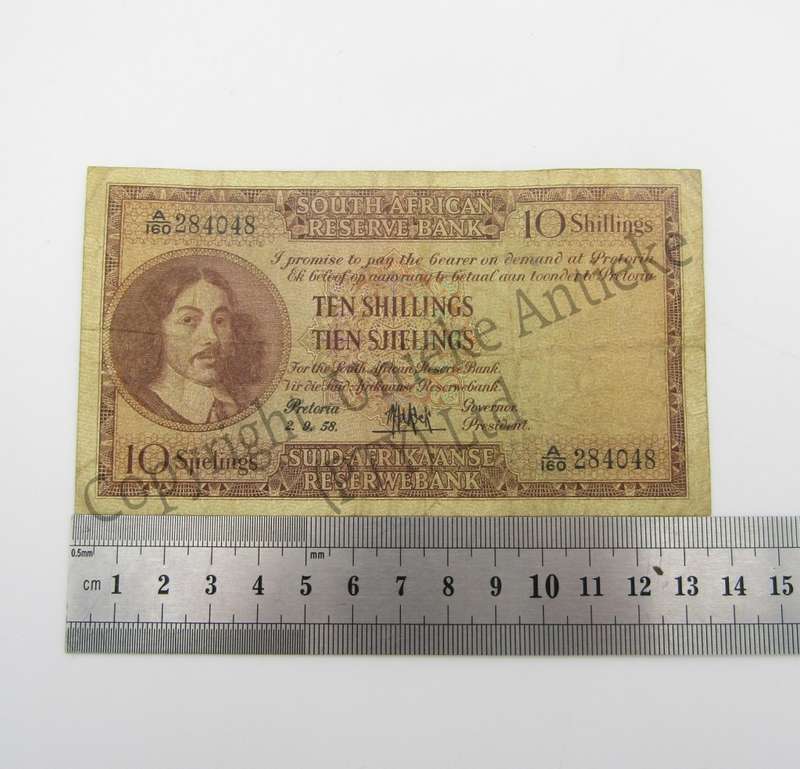 SOUTH AFRICAN
RESERVE BANK
A/160 284048
10 Shillings
I promise to pay the bearer on demand at Pretoria
Ek beloof op aanvraag te betaal aan toonder te Pretoria
TEN SHILLINGS
TIEN SJIELINGS
For the South African Reserve Bank.
Vir die Suid-Afrikaanse Reserwebank.
Pretoria
Governor.
2. 9. 58.
President.
10 Sjielings
SUID-AFRIKAANSE
RESERWEBANK
A/160 284048
Copyright Anticke Anticke
Ltd
0.5mm
mm
cm 1 2 3 4 5 6 7 8 9 10 11 12 13 14 15